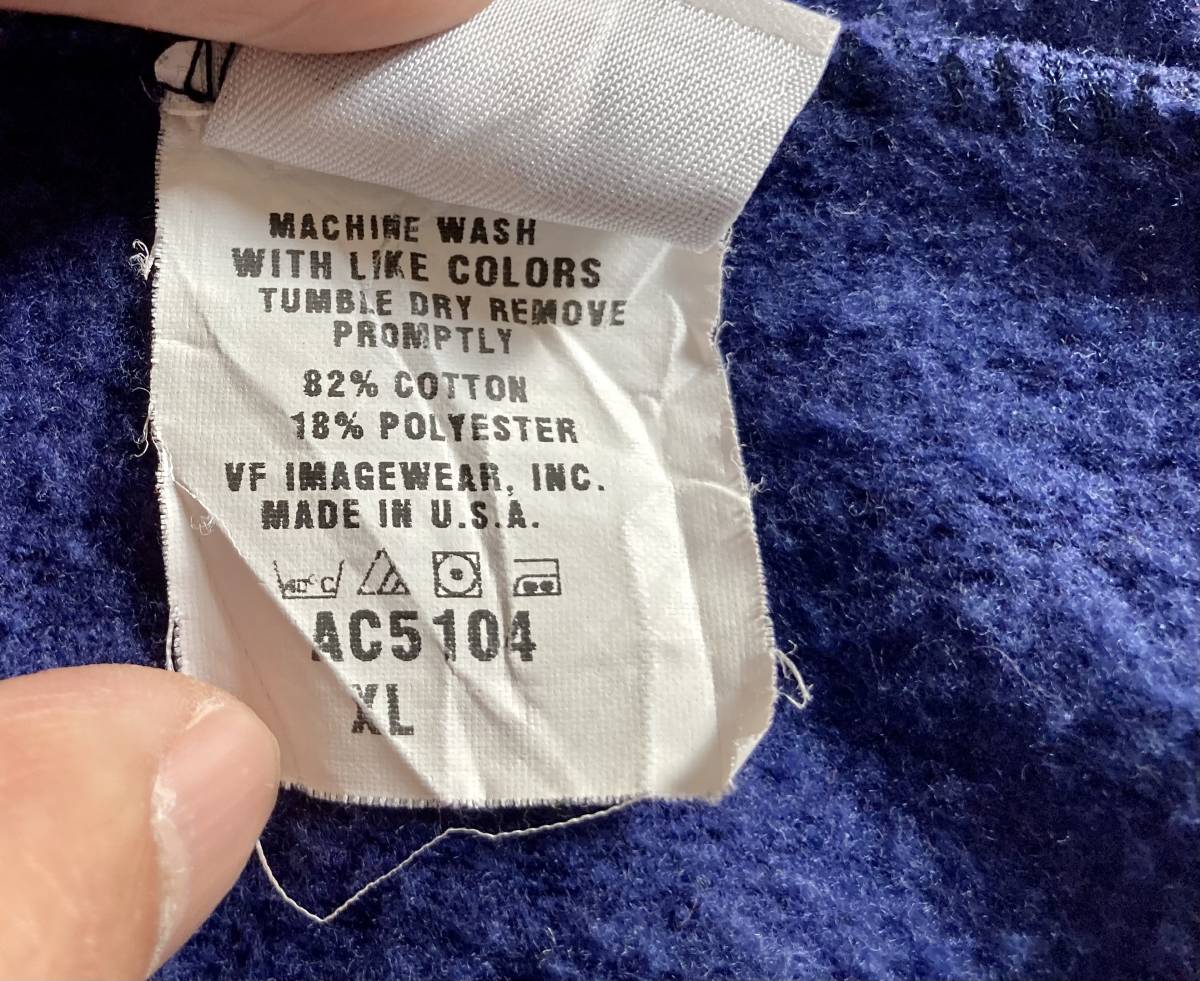 MACHINE WASH
WITH LIKE COLORS
TUMBLE DRY REMOVE
PROMPTLY
82% COTTON
18% POLYESTER
VF IMAGEWEAR, INC.
MADE IN U.S.A.
40°C
AC5104
XL